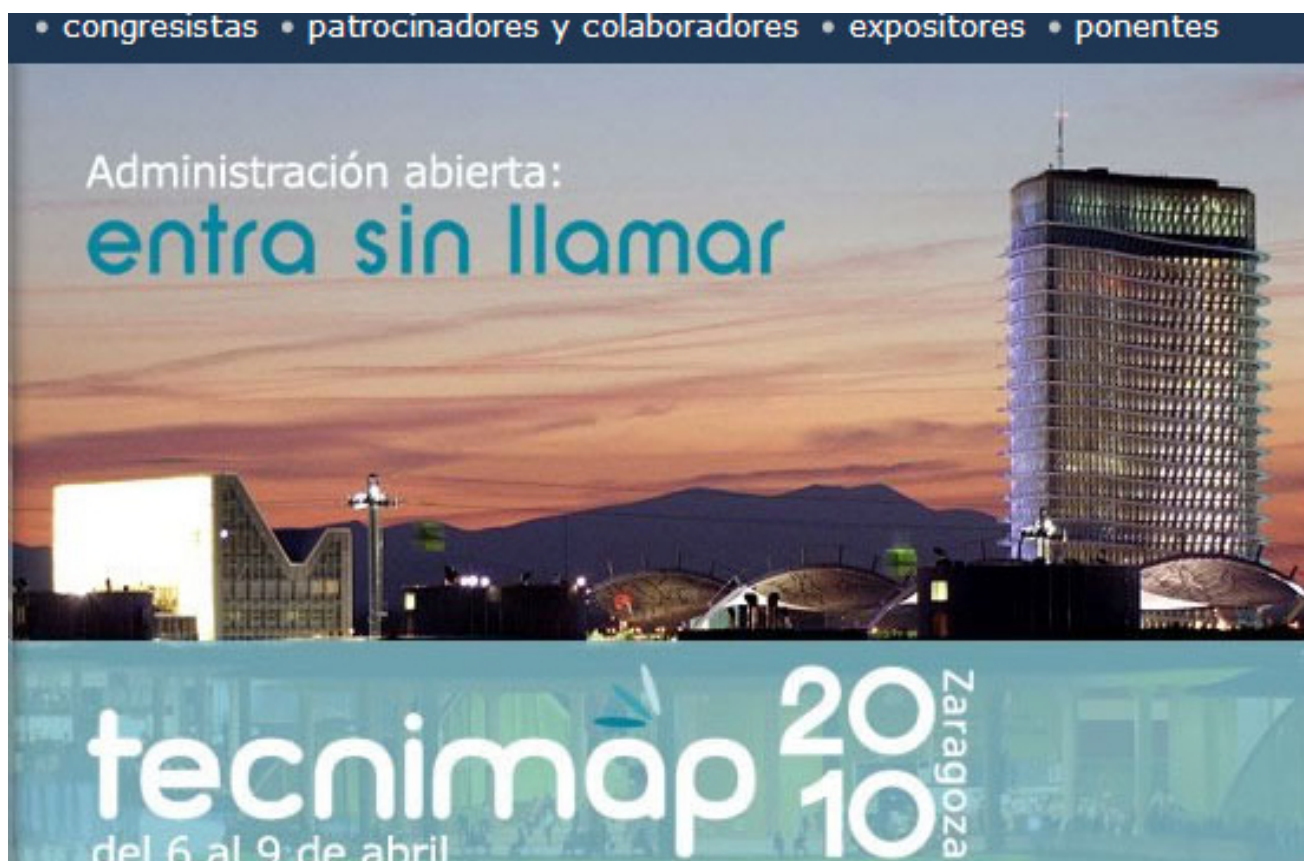 • congresistas • patrocinadores y colaboradores • expositores • ponentes
Administración abierta:
entra sin llamar
tecnimap 2010 Zaragoza
del 6 al 9 de abril